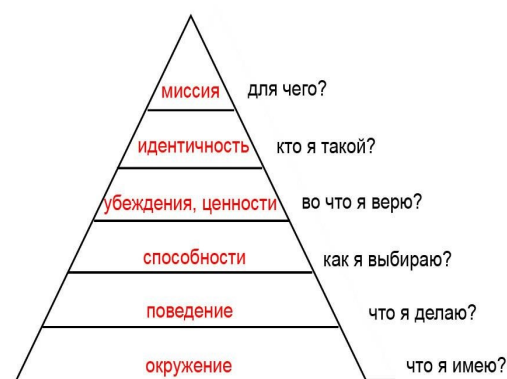 миссия для чего?
идентичность кто я такой?
убеждения, ценности во что я верю?
способности как я выбираю?
поведение что я делаю?
окружение что я имею?